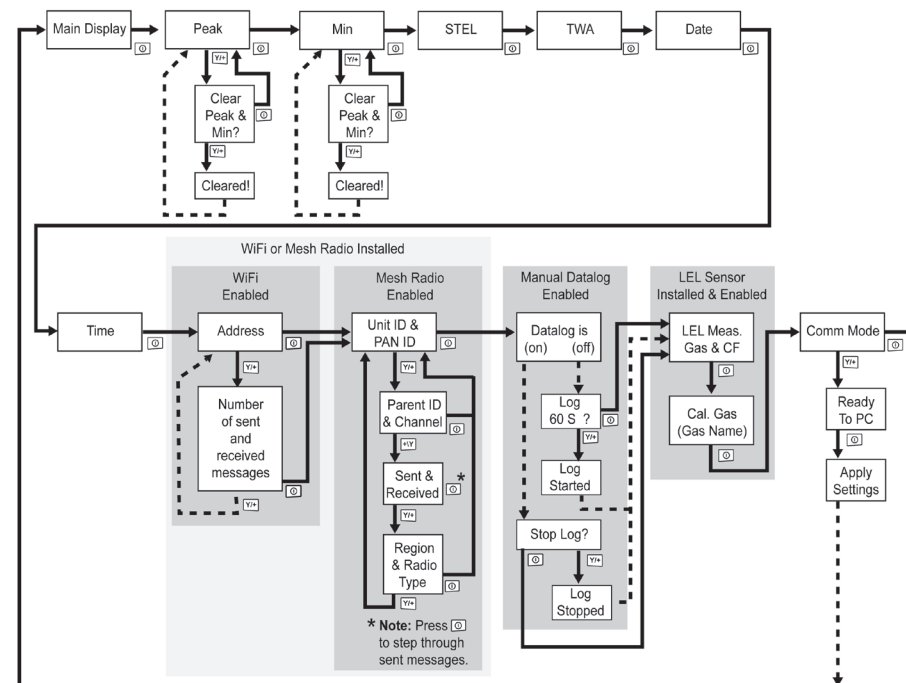 Main Display
Peak
Min
STEL
TWA
Date
Y/+
Y/+
Clear
Peak &
Min?
Clear
Peak &
Min?
Y/+
Y/+
Cleared!
Cleared!
WiFi or Mesh Radio Installed
WiFi
Enabled
Mesh Radio
Enabled
Manual Datalog
Enabled
LEL Sensor
Installed & Enabled
Time
Address
Unit ID &
PAN ID
Datalog is
(on) (off)
LEL Meas.
Gas & CF
Comm Mode
Y/+
Y/+
Y/+
Number
of sent
and
received
messages
Parent ID
& Channel
Log
60 S ?
Cal. Gas
(Gas Name)
Ready
To PC
+\Y
Y/+
Sent &
Received
*
Log
Started
Apply
Settings
Y/+
Y/+
Region
& Radio
Type
Stop Log?
Y/+
Y/+
Log
Stopped
* Note: Press
to step through
sent messages.